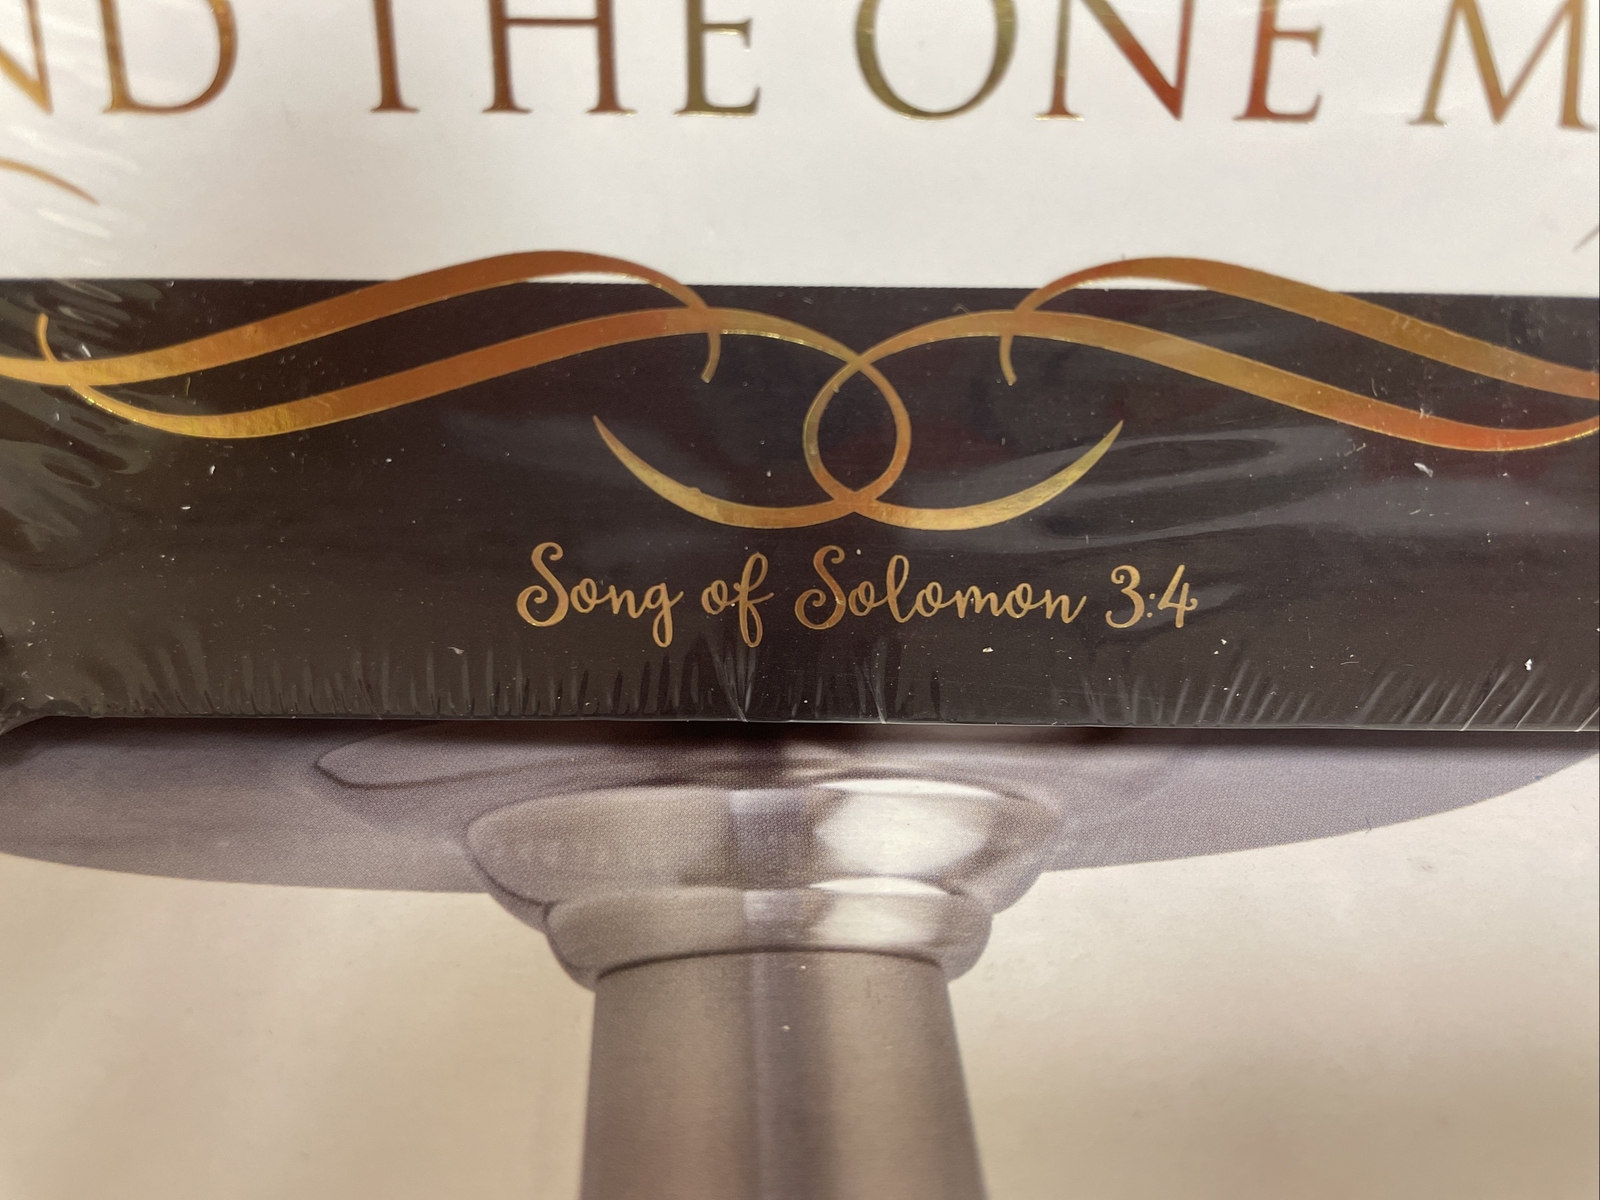 ND THE ONE M
Song of Solomon 3:4